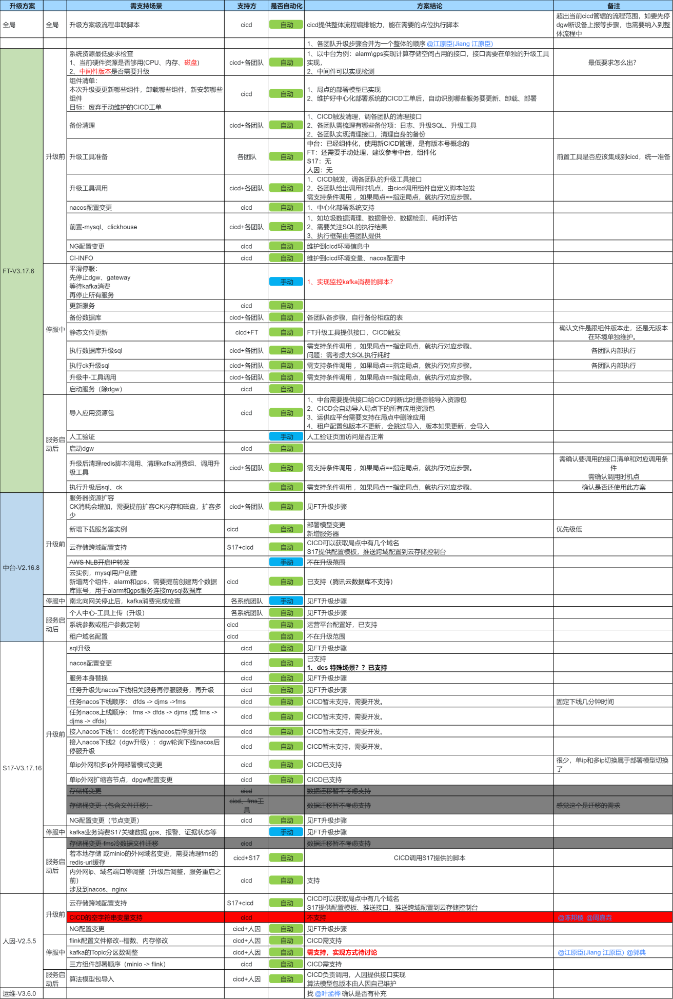 升级方案 需支持场景 支持方 是否自动化 方案结论 备注
全局 全局 升级方案级流程串联脚本 cicd 自动 cicd提供整体流程编排能力，能在需要的点位执行脚本
超出当前cicd管辖的流程范围，如要先停
dgw断设备上报等步骤，也需要纳入到整
体流程中
1、各团队升级步骤合并为一个整体的顺序 @江原臣(Jiang 江原臣)
FT-V3.17.6
升级前
系统资源最低要求检查
1、当前硬件资源是否够用(CPU、内存、磁盘)
2、中间件版本是否需要升级
cicd+各团队 自动
1、以中台为例：alarm\gps实现计算存储空间占用的接口，接口需要在单独的升级工具
实现，
2、中间件可以实现检测
最低要求怎么出？
组件清单：
本次升级要更新哪些组件，卸载哪些组件，新安装哪些
组件
目标：废弃手动维护的CICD工单
cicd 自动
1、局点的部署模型已实现
2、维护好中心化部署系统的CICD工单后，自动识别哪些服务要更新、卸载、部署
备份清理 cicd+各团队 自动
1、CICD触发清理，调各团队的清理接口
2、各团队需梳理有哪些备份项：日志、升级SQL、升级工具
2、各团队实现清理接口，清理自身的备份
升级工具准备 各团队 自动
中台：已经组件化，使用新CICD管理，是有版本号概念的
FT：还需要手动处理，建议参考中台，组件化
S17：无
人因：无
前置工具是否应该集成到cicd，统一准备
升级工具调用 cicd+各团队 自动
1、CICD触发，调各团队的升级工具接口
2、各团队给出调用时机点，由cicd调用组件自定义脚本触发
需支持条件调用 ，如果局点==指定局点，就执行对应步骤。
nacos配置变更 cicd 自动 1、中心化部署系统支持
前置-mysql、clickhouse cicd+各团队 自动
1、如垃圾数据清理、数据备份、数据检测、耗时评估
2、需要关注SQL的执行结果
3、执行框架由各团队提供
NG配置变更 cicd 自动 维护到cicd环境信息中
CI-INFO cicd 自动 维护到cicd环境变量、nacos配置中
停服中
平滑停服：
先停止dgw、gateway
等待kafka消费
再停止所有服务
手动 1、实现监控kafka消费的脚本？
更新服务 cicd 自动
备份数据库 cicd+各团队 自动 各团队各步骤，自行备份相应的表
静态文件更新 cicd+FT 自动 FT升级工具提供接口，CICD触发
确认文件是跟组件版本走，还是无版本
在环境单独维护。
执行数据库升级sql cicd+各团队 自动
需支持条件调用 ，如果局点==指定局点，就执行对应步骤。
问题：需考虑大SQL执行耗时
各团队内部执行
执行ck升级sql cicd+各团队 自动 需支持条件调用 ，如果局点==指定局点，就执行对应步骤。 各团队内部执行
升级中-工具调用 cicd+各团队 自动 需支持条件调用 ，如果局点==指定局点，就执行对应步骤。
启动服务（除dgw） cicd 自动
服务启
动后
导入应用资源包 cicd 自动
1、中台需要提供接口给CICD判断此时是否能导入资源包
2、CICD会自动导入局点下的所有应用资源包
3、运供应平台需要支持在局点中删除应用
4、租户配置包版本不更新，会跳过导入，版本如果更新，会导入
人工验证 手动 人工验证页面访问是否正常
启动dgw cicd 自动
升级后清理redis脚本调用、清理kafka消费组、调用升
级工具
cicd+各团队 自动 需支持条件调用 ，如果局点==指定局点，就执行对应步骤。
需确认要调用的接口清单和对应调用条
件
需确认调用时机点
执行升级后sql、ck 自动 需支持条件调用 ，如果局点==指定局点，就执行对应步骤。 确认是否还使用此方案
中台-V2.16.8
升级前
服务器资源扩容
CK消耗会增加，需要提前扩容CK内存和磁盘，扩容多
少
cicd+各团队 自动 见FT升级步骤
新增下载服务器实例 cicd 自动
部署模型变更
新增服务器
优先级低
云存储跨域配置支持 S17+cicd 自动
CICD可以获取局点中有几个域名
S17提供配置模板，推送跨域配置到云存储控制台
AWS NLB开启IP转发 手动 不在升级范围
云实例，mysql用户创建
新增两个组件，alarm和gps，需要提前创建两个数据
库账号，用于alarm和gps服务连接mysql数据库
cicd 自动 已支持（腾讯云数据库不支持）
停服中 南北向网关停止后，kafka消费完成检查 各系统团队 手动 见FT升级步骤
服务启
动后
个人中心-工具上传（升级） 各系统团队 自动 见FT升级步骤
系统参数或租户参数定制 cicd 自动 运营平台配置好，已支持
租户域名配置 cicd 自动 不在升级范围
S17-V3.17.16
升级前
sql升级 cicd 自动 见FT升级步骤
nacos配置变更 cicd 自动
已支持
1、dcs 特殊场景？？已支持
服务本身替换 cicd 自动 见FT升级步骤
任务升级先nacos下线相关服务再停服服务，再升级 cicd 自动 见FT升级步骤
任务nacos下线顺序： dfds -> djms ->fms cicd 自动 CICD暂未支持，需要开发。 固定下线几分钟时间
任务nacos上线顺序： fms -> dfds -> djms (或 fms ->
djms -> dfds)
cicd 自动 CICD暂未支持，需要开发。
接入nacos下线1：dcs轮询下线nacos后停服升级 cicd 自动 CICD暂未支持，需要开发。
接入nacos下线2（dgw升级）：dgw轮询下线nacos后
停服升级
cicd 自动 CICD暂未支持，需要开发。
单ip外网和多ip外网部署模式变更 cicd 自动 CICD已支持
很少，单ip和多ip切换属于部署模型切换
了
单ip外网扩缩容节点，dpgw配置变更 cicd 自动 CICD已支持
存储桶变更 cicd 数据迁移暂不考虑支持
存储桶变更（包含文件迁移）
cicd、fms工
具
数据迁移暂不考虑支持 感觉这个是迁移的需求
NG配置变更（节点变更） cicd 自动 见FT升级步骤
停服中 kafka业务消费S17关键数据,gps、报警、证据状态等 手动 见FT升级步骤
服务启
动后
存储桶变更-fms冷数据文件迁移 cicd 数据迁移暂不考虑支持
若本地存储 或minio的外网域名变更，需要清理fms的
redis-url缓存
cicd+S17 自动 CICD调用S17提供的脚本
内外网ip、域名端口等调整（升级后调整，服务重启之
前）
涉及到nacos、nginx
cicd 自动 支持
人因-V2.5.5
升级前
云存储跨域配置支持 S17+cicd 自动
CICD可以获取局点中有几个域名
S17提供配置模板、推送接口，推送跨域配置到云存储控制台
CICD的空字符串变量支持 cicd 不支持 @陈邦稷 @周嘉垚
NG配置变更 cicd+人因 自动 见FT升级步骤
停服中
flink配置文件修改--槽数、内存修改 cicd+人因 自动 CICD需支持
kafka的Topic分区数调整 cicd+人因 自动 需支持，实现方式待讨论 @江原臣(Jiang 江原臣) @郭典
三方组件部署顺序（minio -> flink） cicd 自动 CICD需支持
服务启
动后
算法模型包导入 cicd+人因 自动
CICD负责调用，人因提供接口实现
算法模型包版本由人因自己维护
运维-V3.6.0 找 @叶孟桦 确认是否有补充